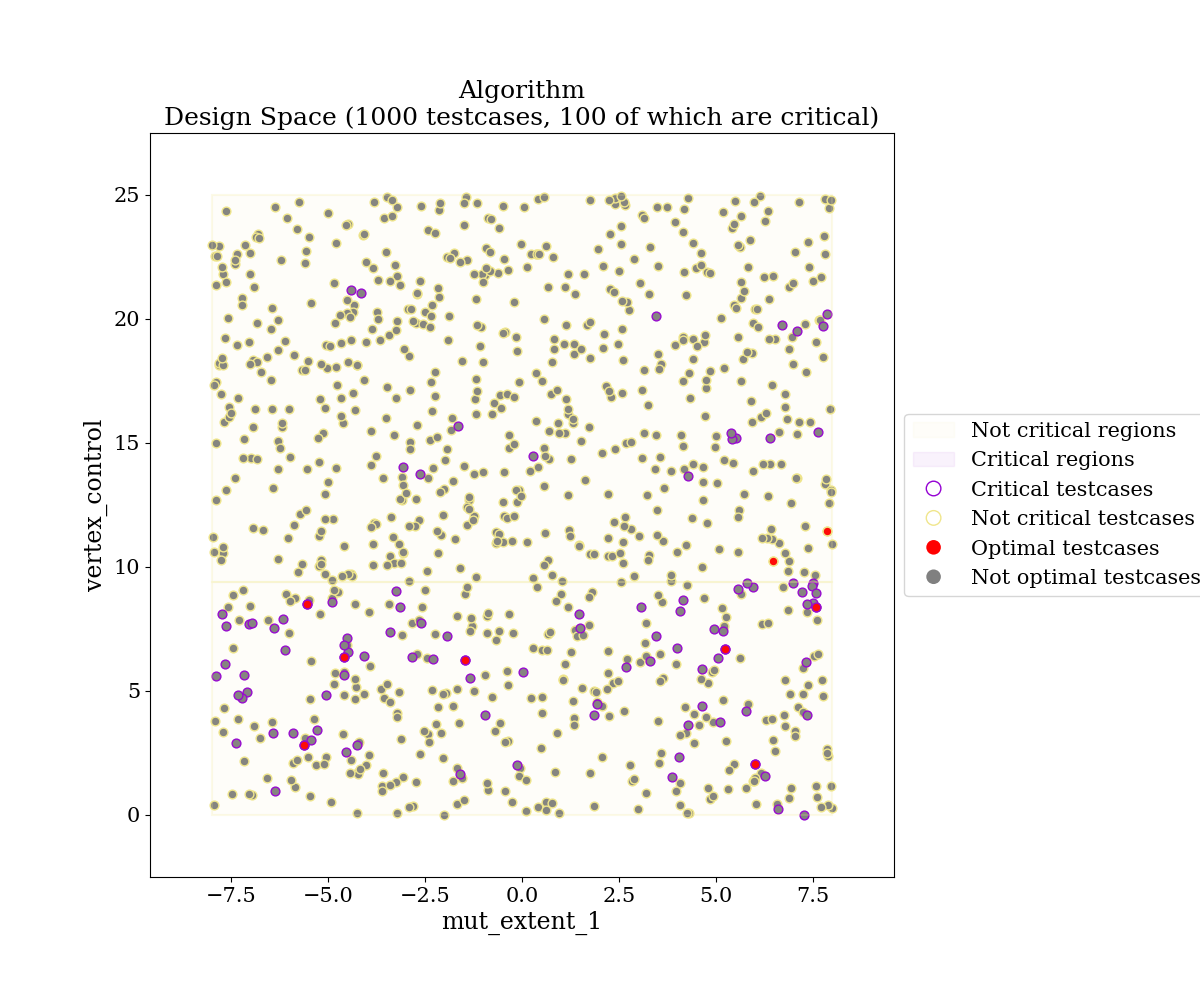 Algorithm
Design Space (1000 testcases, 100 of which are critical)
25
20
15
10
5
0
vertex_control
−7.5 −5.0 −2.5 0.0 2.5 5.0 7.5
mut_extent_1
Not critical regions
Critical regions
Critical testcases
Not critical testcases
Optimal testcases
Not optimal testcases